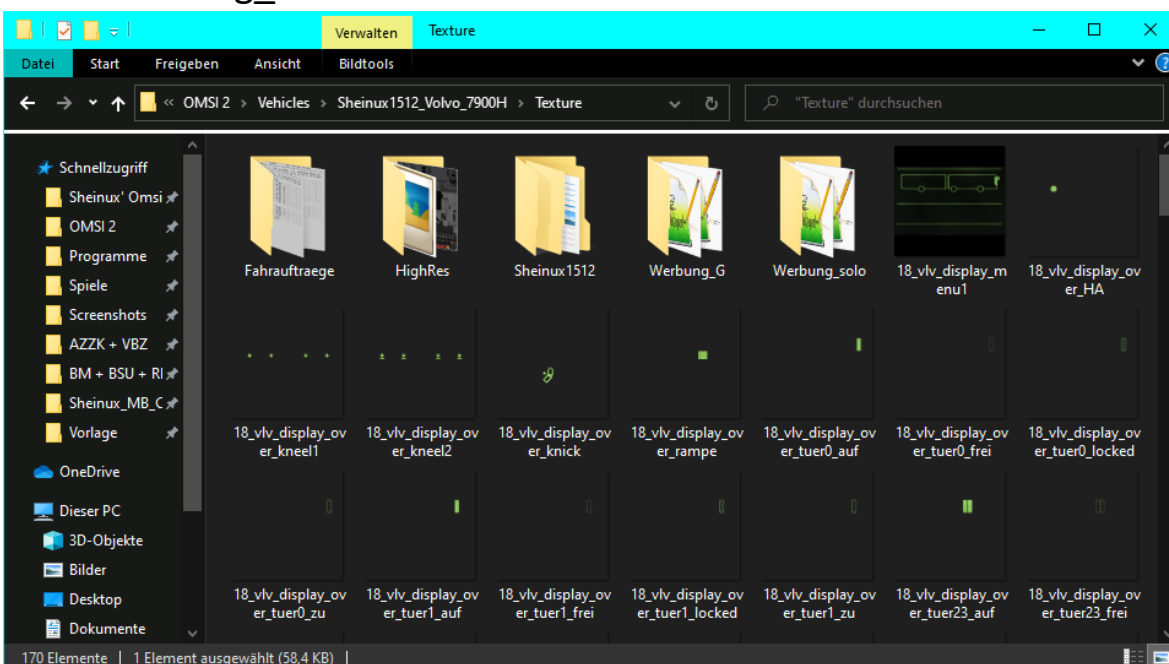 Verwalten
Texture
Datei
Start
Freigeben
Ansicht
Bildtools
« OMSI 2 › Vehicles › Sheinux1512_Volvo_7900H › Texture
"Texture" durchsuchen
Schnellzugriff
Sheinux' Omsi
OMSI 2
Programme
Spiele
Screenshots
AZZK + VBZ
BM + BSU + RI
Sheinux_MB_C
Vorlage
OneDrive
Dieser PC
3D-Objekte
Bilder
Desktop
Dokumente
Fahrauftraege
HighRes
Sheinux1512
Werbung_G
Werbung_solo
18_vlv_display_m
enu1
18_vlv_display_ov
er_HA
18_vlv_display_ov
er_kneel1
18_vlv_display_ov
er_kneel2
18_vlv_display_ov
er_knick
18_vlv_display_ov
er_rampe
18_vlv_display_ov
er_tuer0_auf
18_vlv_display_ov
er_tuer0_frei
18_vlv_display_ov
er_tuer0_locked
18_vlv_display_ov
er_tuer0_zu
18_vlv_display_ov
er_tuer1_auf
18_vlv_display_ov
er_tuer1_frei
18_vlv_display_ov
er_tuer1_locked
18_vlv_display_ov
er_tuer1_zu
18_vlv_display_ov
er_tuer23_auf
18_vlv_display_ov
er_tuer23_frei
170 Elemente | 1 Element ausgewählt (58,4 KB) |